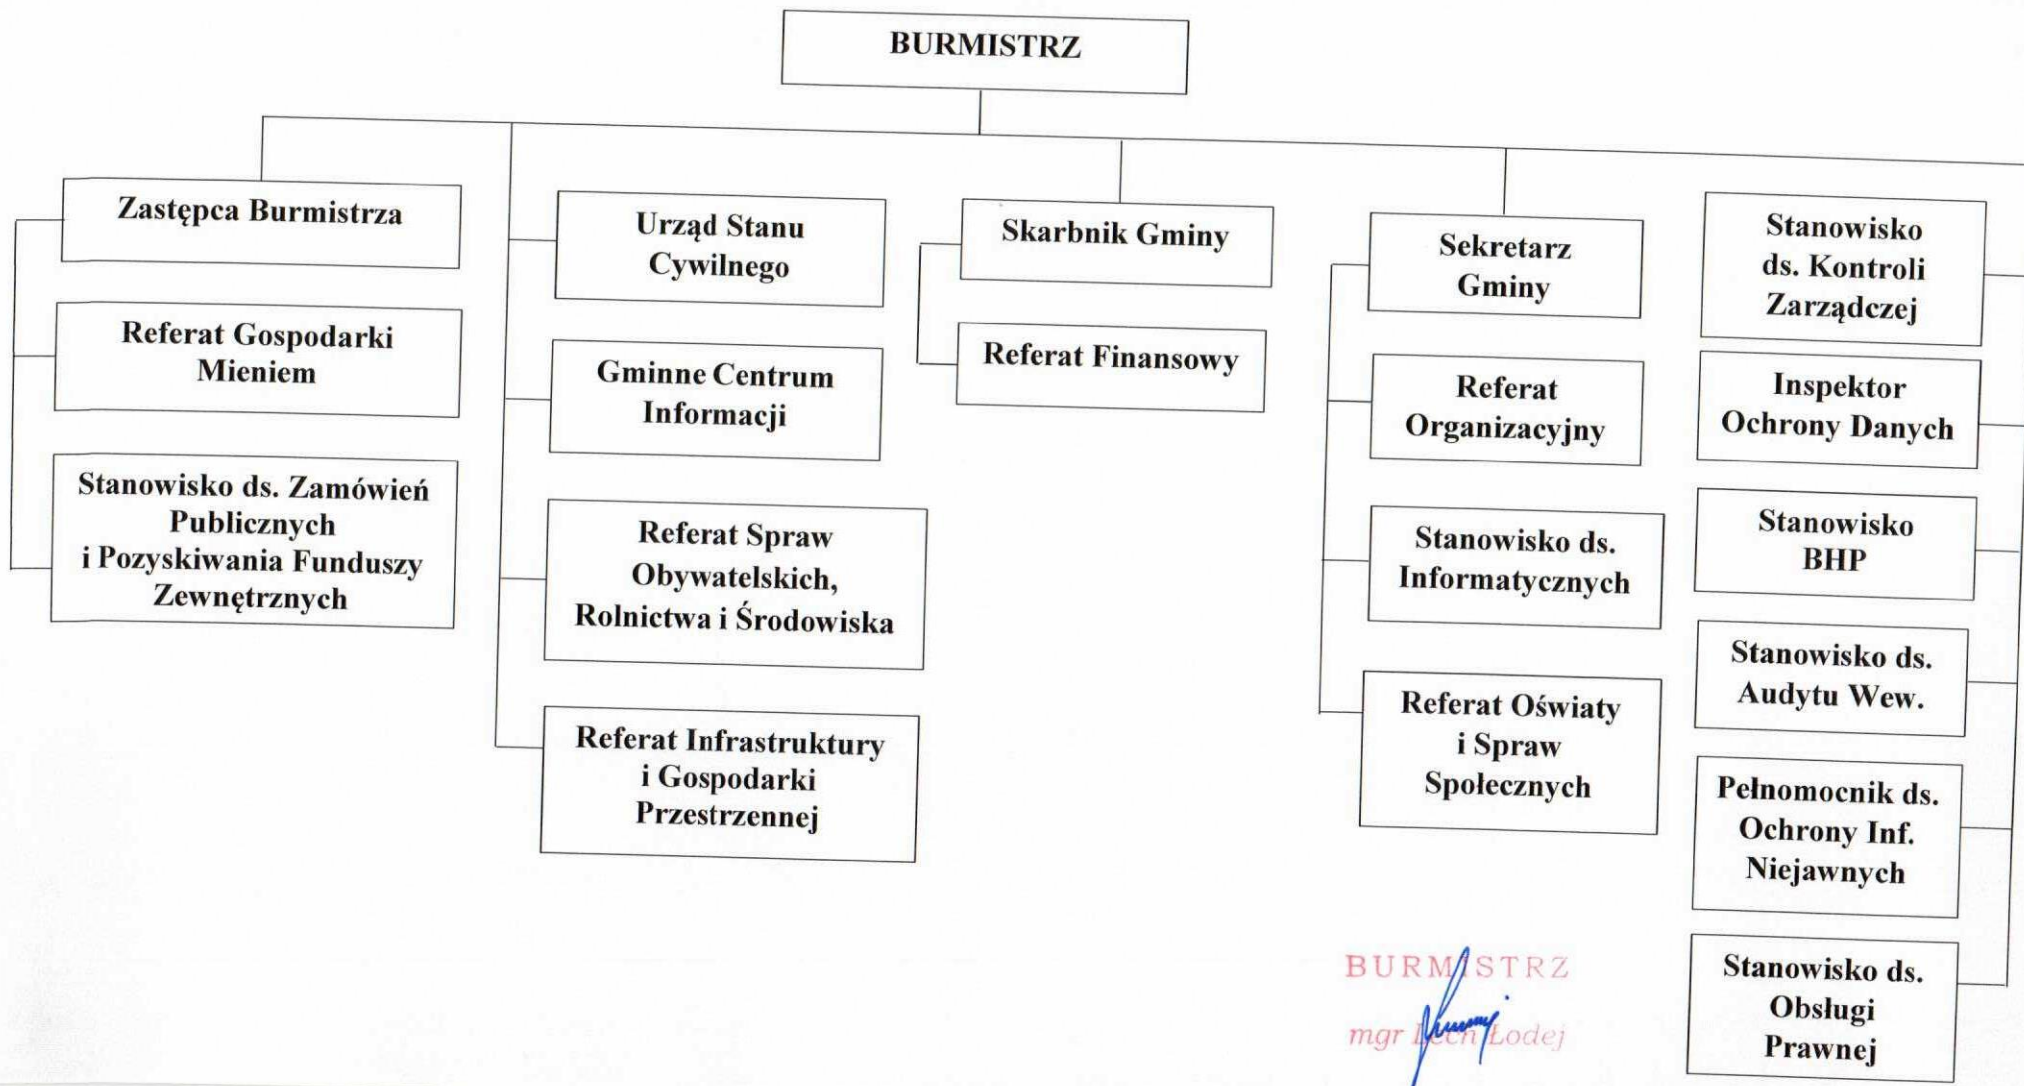 BURMISTRZ
Zastępca Burmistrza
Referat Gospodarki
Mieniem
Stanowisko ds. Zamówień
Publicznych
i Pozyskiwania Funduszy
Zewnętrznych
Urząd Stanu
Cywilnego
Gminne Centrum
Informacji
Referat Spraw
Obywatelskich,
Rolnictwa i Środowiska
Referat Infrastruktury
i Gospodarki
Przestrzennej
Skarbnik Gminy
Referat Finansowy
Sekretarz
Gminy
Referat
Organizacyjny
Stanowisko ds.
Informatycznych
Referat Oświaty
i Spraw
Społecznych
Stanowisko
ds. Kontroli
Zarządczej
Inspektor
Ochrony Danych
Stanowisko
BHP
Stanowisko ds.
Audytu Wew.
Pełnomocnik ds.
Ochrony Inf.
Niejawnych
Stanowisko ds.
Obsługi
Prawnej
BURMISTRZ
mgr Lech Łodej